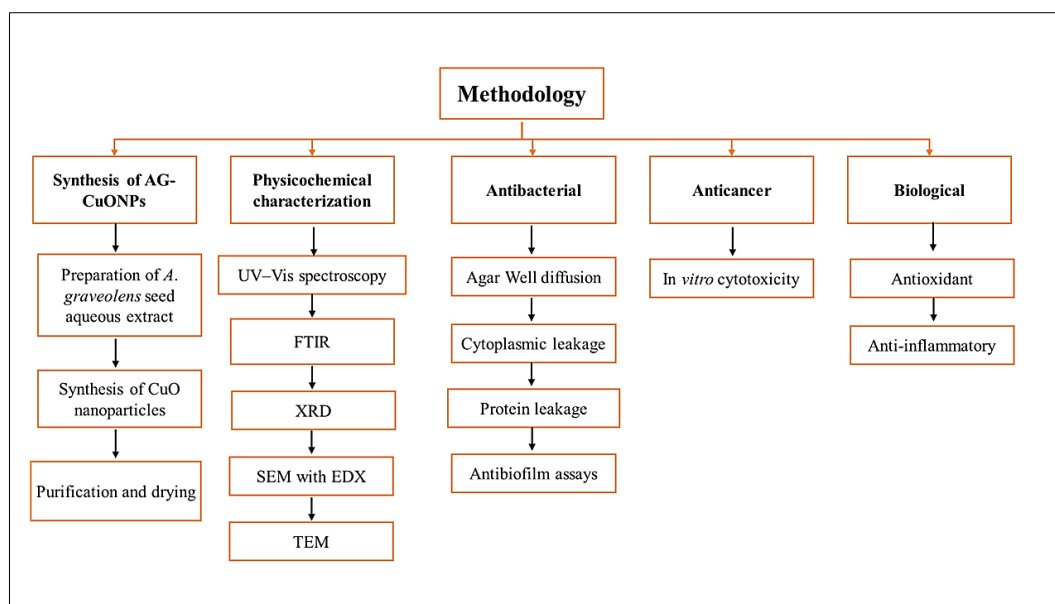 Methodology
Synthesis of AG-
CuONPs
Preparation of A.
graveolens seed
aqueous extract
Synthesis of CuO
nanoparticles
Purification and drying
Physicochemical
characterization
UV–Vis spectroscopy
FTIR
XRD
SEM with EDX
TEM
Antibacterial
Agar Well diffusion
Cytoplasmic leakage
Protein leakage
Antibiofilm assays
Anticancer
In vitro cytotoxicity
Biological
Antioxidant
Anti-inflammatory